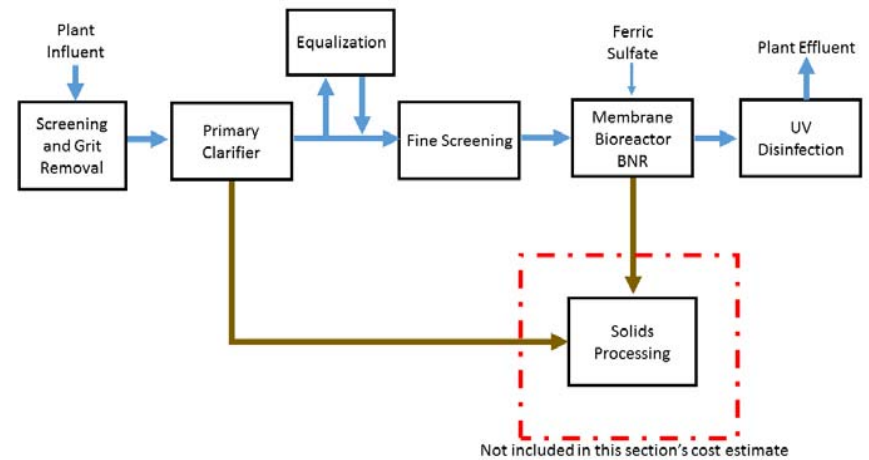 Plant
Influent
Equalization
Ferric
Sulfate
Plant Effluent
Screening
and Grit
Removal
Primary
Clarifier
Fine Screening
Membrane
Bioreactor
BNR
UV
Disinfection
Solids
Processing
Not included in this section's cost estimate